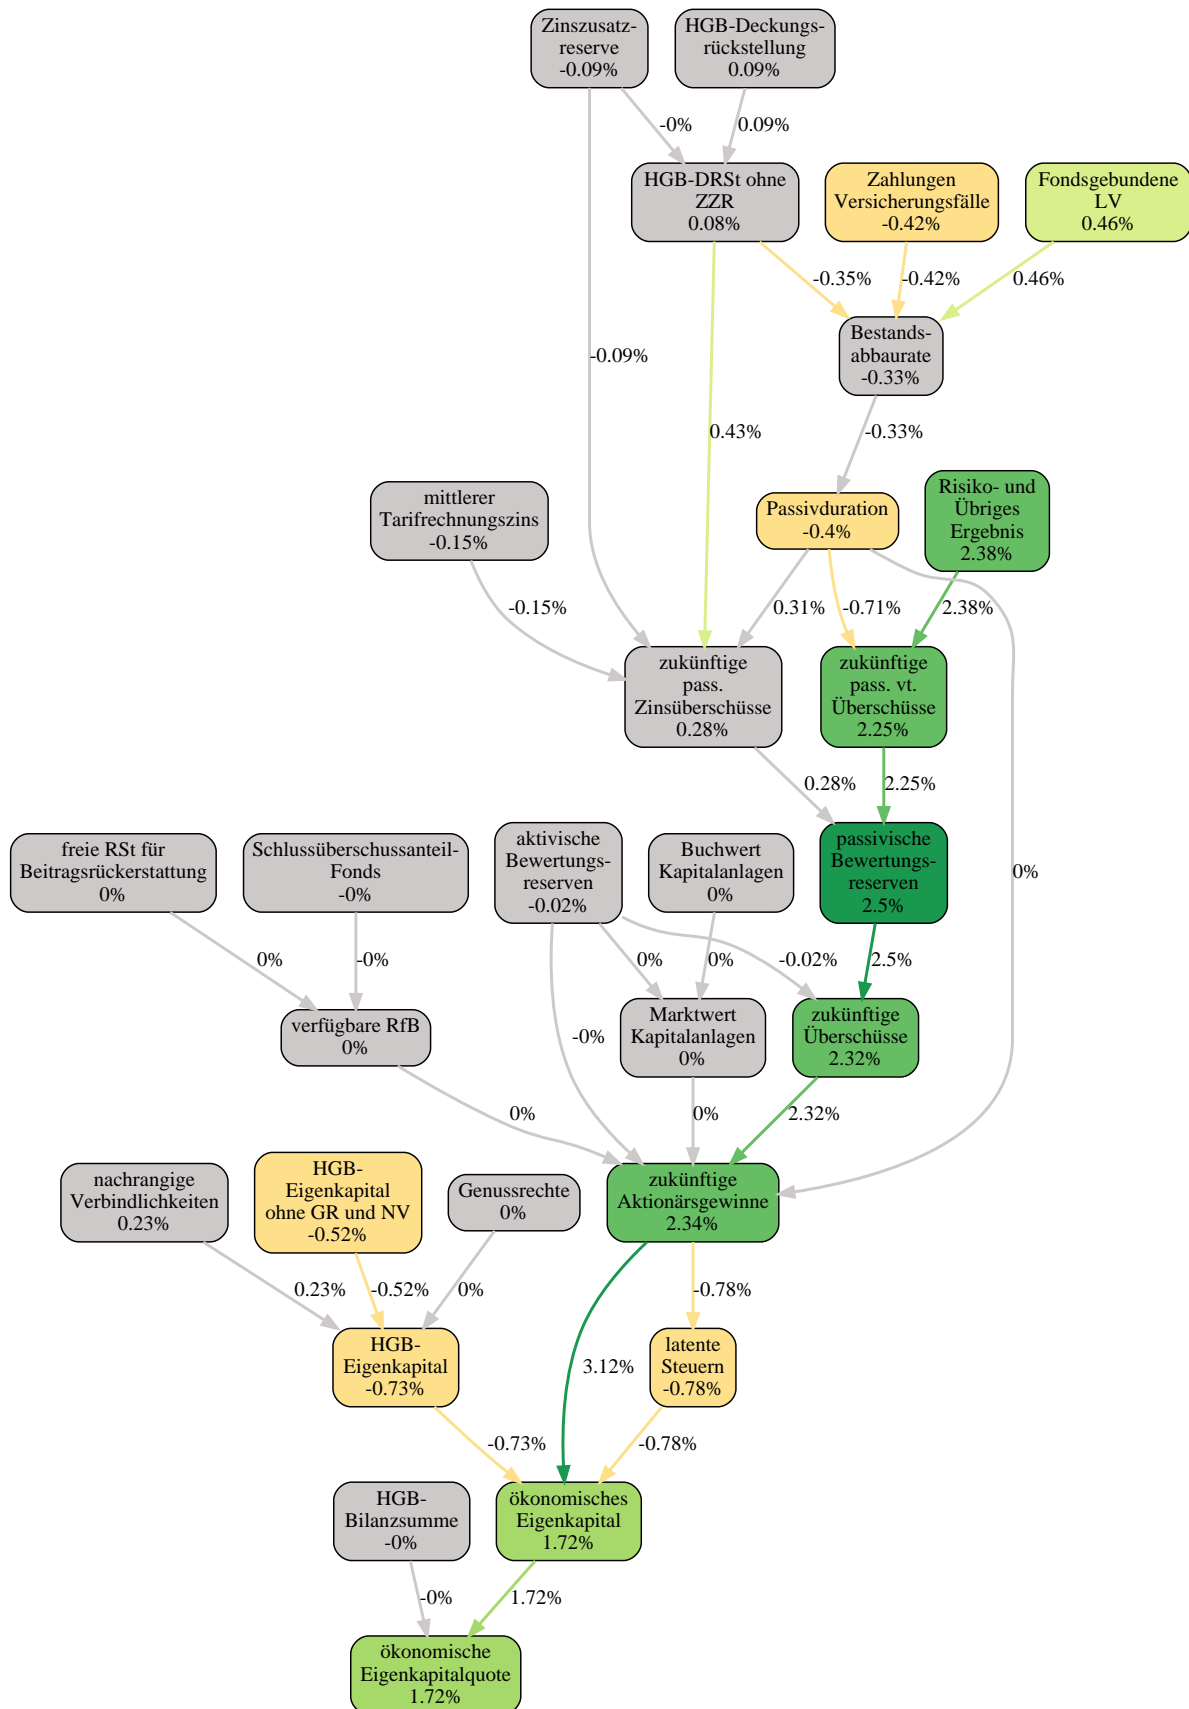 Zinszusatz-
reserve
-0.09%
HGB-Deckungs-
rückstellung
0.09%
-0%
0.09%
HGB-DRSt ohne
ZZR
0.08%
Zahlungen
Versicherungsfälle
-0.42%
Fondsgebundene
LV
0.46%
-0.35%
-0.42%
0.46%
Bestands-
abbaurate
-0.33%
-0.09%
0.43%
-0.33%
mittlerer
Tarifrechnungszins
-0.15%
Passivduration
-0.4%
Risiko- und
Übriges
Ergebnis
2.38%
-0.15%
0.31%
-0.71%
2.38%
zukünftige
pass.
Zinsüberschüsse
0.28%
zukünftige
pass. vt.
Überschüsse
2.25%
0.28%
2.25%
freie RSt für
Beitragsrückerstattung
0%
Schlussüberschussanteil-
Fonds
-0%
aktivische
Bewertungs-
reserven
-0.02%
Buchwert
Kapitalanlagen
0%
passivische
Bewertungs-
reserven
2.5%
0%
0%
-0%
0%
0%
-0.02%
2.5%
verfügbare RfB
0%
-0%
Marktwert
Kapitalanlagen
0%
zukünftige
Überschüsse
2.32%
0%
0%
2.32%
nachrangige
Verbindlichkeiten
0.23%
HGB-
Eigenkapital
ohne GR und NV
-0.52%
Genussrechte
0%
zukünftige
Aktionärsgewinne
2.34%
0.23%
-0.52%
0%
-0.78%
HGB-
Eigenkapital
-0.73%
3.12%
latente
Steuern
-0.78%
-0.73%
-0.78%
HGB-
Bilanzsumme
-0%
ökonomisches
Eigenkapital
1.72%
-0%
1.72%
ökonomische
Eigenkapitalquote
1.72%